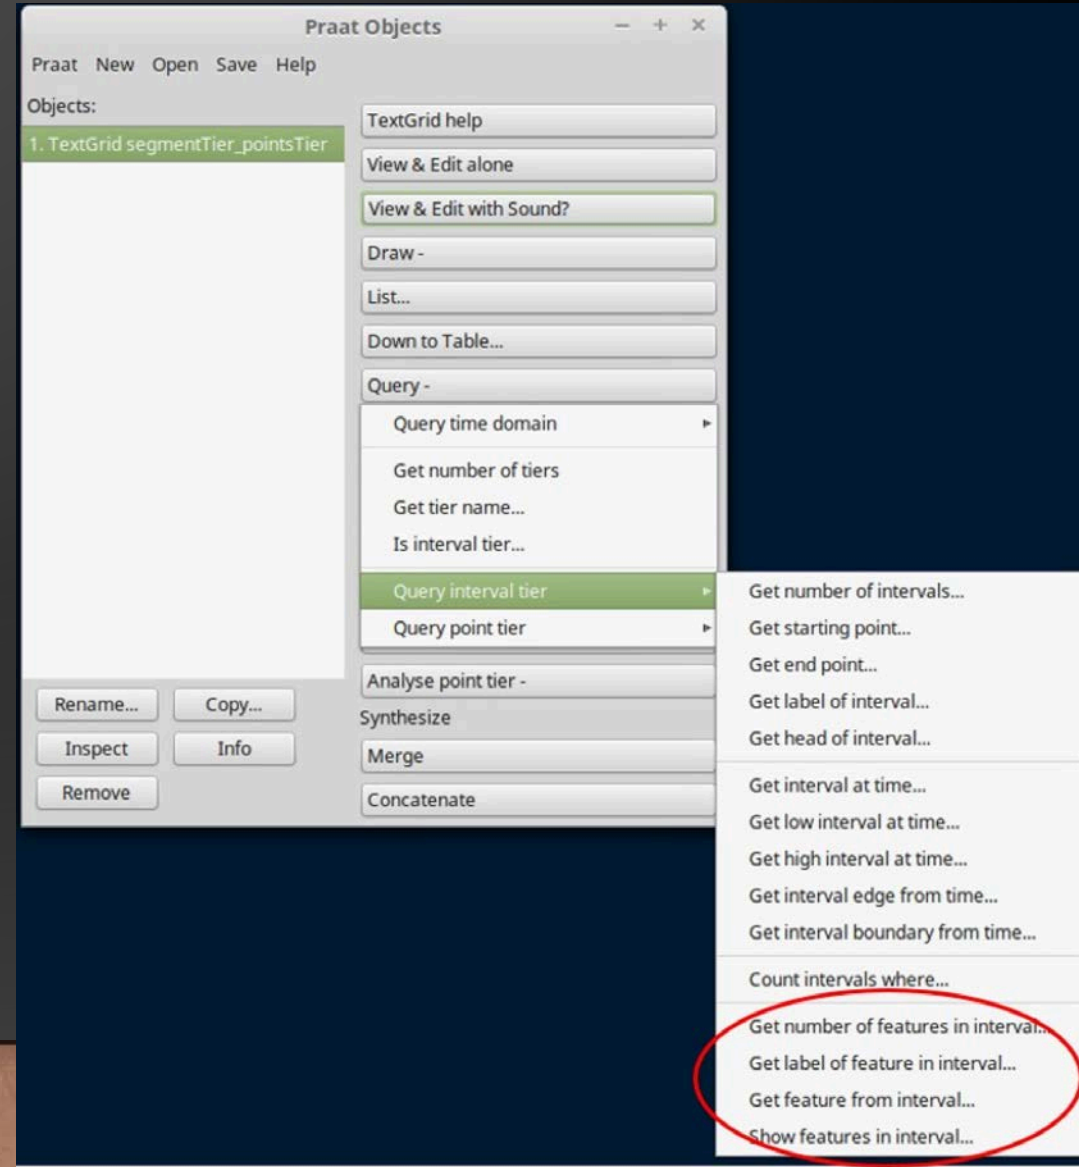 Praat Objects
Praat New Open Save Help
Objects:
1. TextGrid segmentTier_pointsTier
TextGrid help
View & Edit alone
View & Edit with Sound?
Draw -
List...
Down to Table...
Query -
Query time domain
Get number of tiers
Get tier name...
Is interval tier...
Query interval tier
Query point tier
Analyse point tier -
Synthesize
Merge
Concatenate
Rename...
Copy...
Inspect
Info
Remove
Get number of intervals...
Get starting point...
Get end point...
Get label of interval...
Get head of interval...
Get interval at time...
Get low interval at time...
Get high interval at time...
Get interval edge from time...
Get interval boundary from time...
Count intervals where...
Get number of features in interval...
Get label of feature in interval...
Get feature from interval...
Show features in interval...